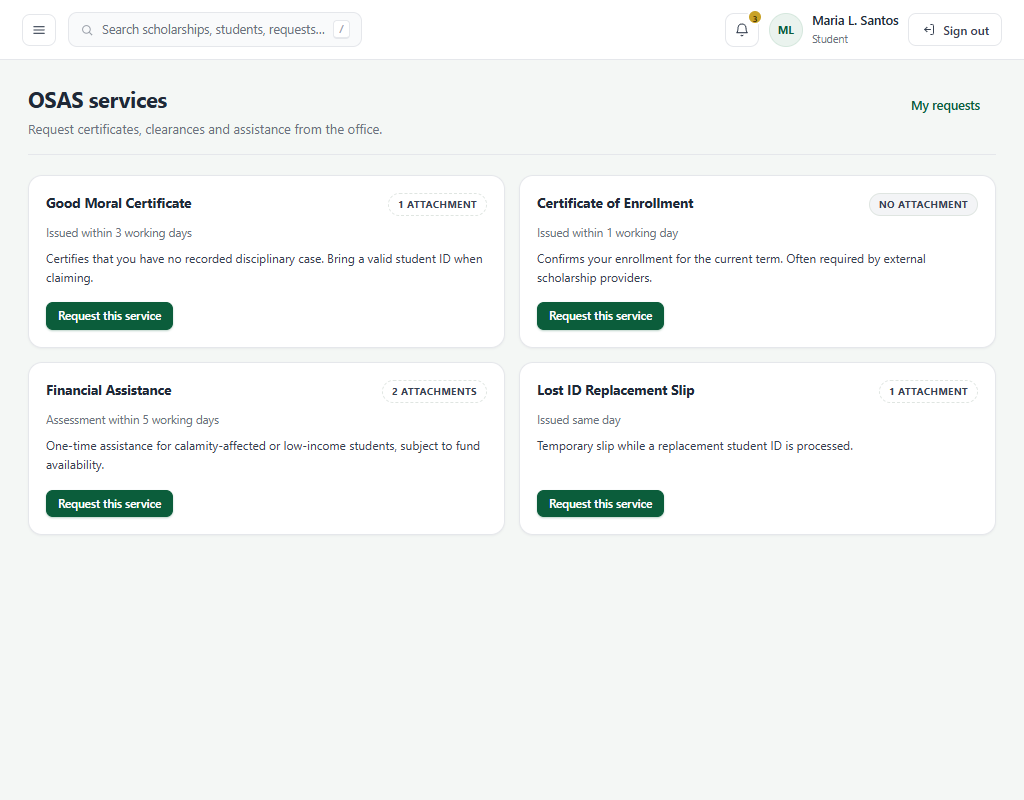 Search scholarships, students, requests...
/
3
ML
Maria L. Santos
Student
Sign out
OSAS services
Request certificates, clearances and assistance from the office.
My requests
Good Moral Certificate
1 ATTACHMENT
Issued within 3 working days
Certifies that you have no recorded disciplinary case. Bring a valid student ID when
claiming.
Request this service
Certificate of Enrollment
NO ATTACHMENT
Issued within 1 working day
Confirms your enrollment for the current term. Often required by external
scholarship providers.
Request this service
Financial Assistance
2 ATTACHMENTS
Assessment within 5 working days
One-time assistance for calamity-affected or low-income students, subject to fund
availability.
Request this service
Lost ID Replacement Slip
1 ATTACHMENT
Issued same day
Temporary slip while a replacement student ID is processed.
Request this service